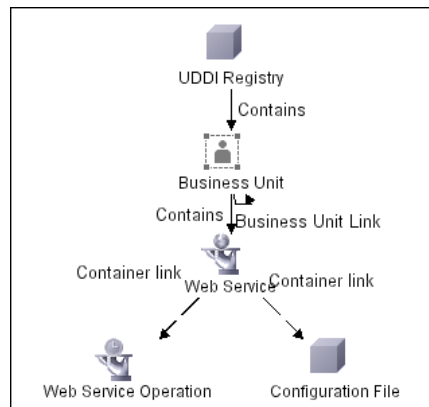 UDDI Registry
Contains
Business Unit
Contains
Business Unit Link
Container link
Web Service
Container link
Web Service Operation
Configuration File